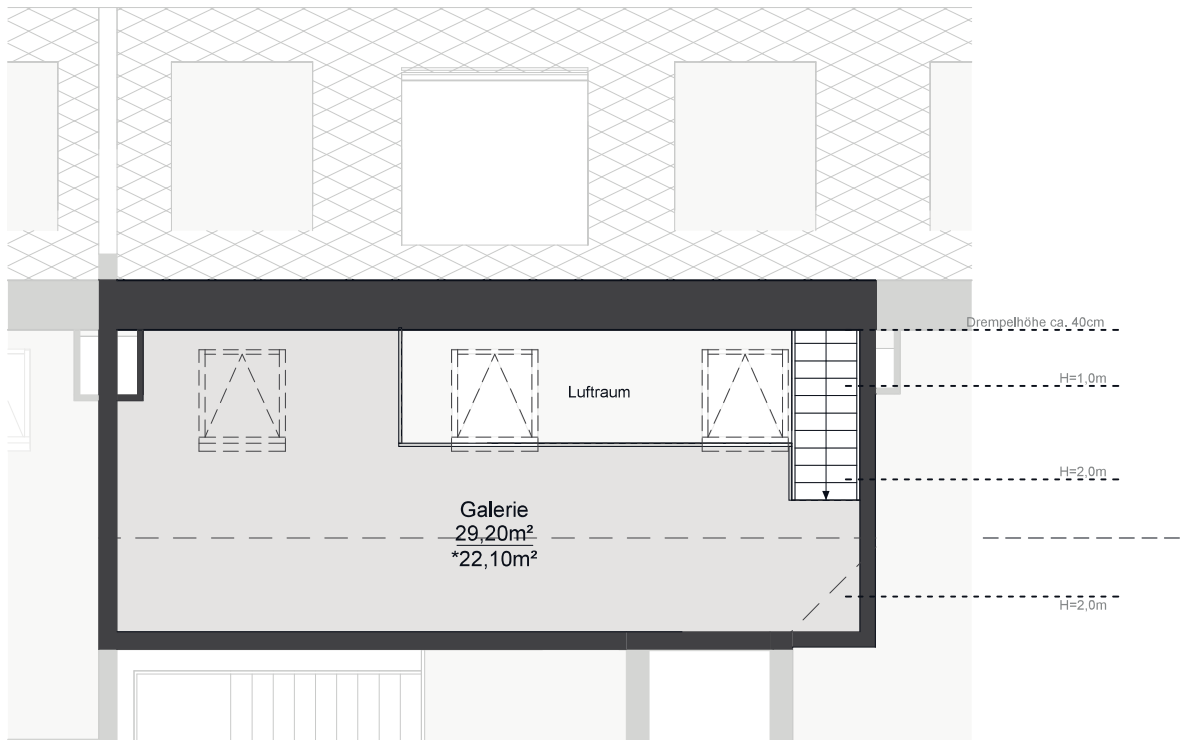 Drempelhöhe ca. 40cm
H=1,0m
Luftraum
H=2,0m
Galerie
29,20m²
*22,10m²
H=2,0m